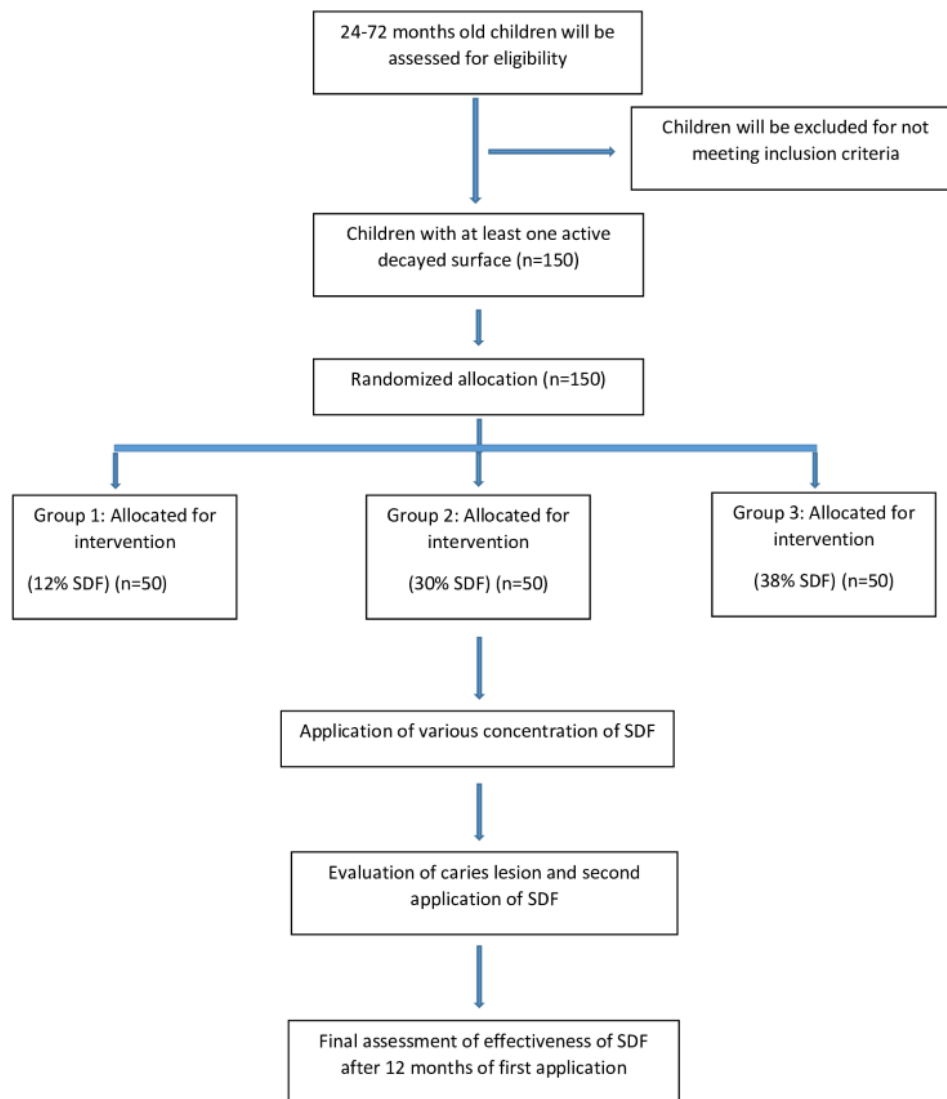 24-72 months old children will be
assessed for eligibility
Children will be excluded for not
meeting inclusion criteria
Children with at least one active
decayed surface (n=150)
Randomized allocation (n=150)
Group 1: Allocated for
intervention
(12% SDF) (n=50)
Group 2: Allocated for
intervention
(30% SDF) (n=50)
Group 3: Allocated for
intervention
(38% SDF) (n=50)
Application of various concentration of SDF
Evaluation of caries lesion and second
application of SDF
Final assessment of effectiveness of SDF
after 12 months of first application